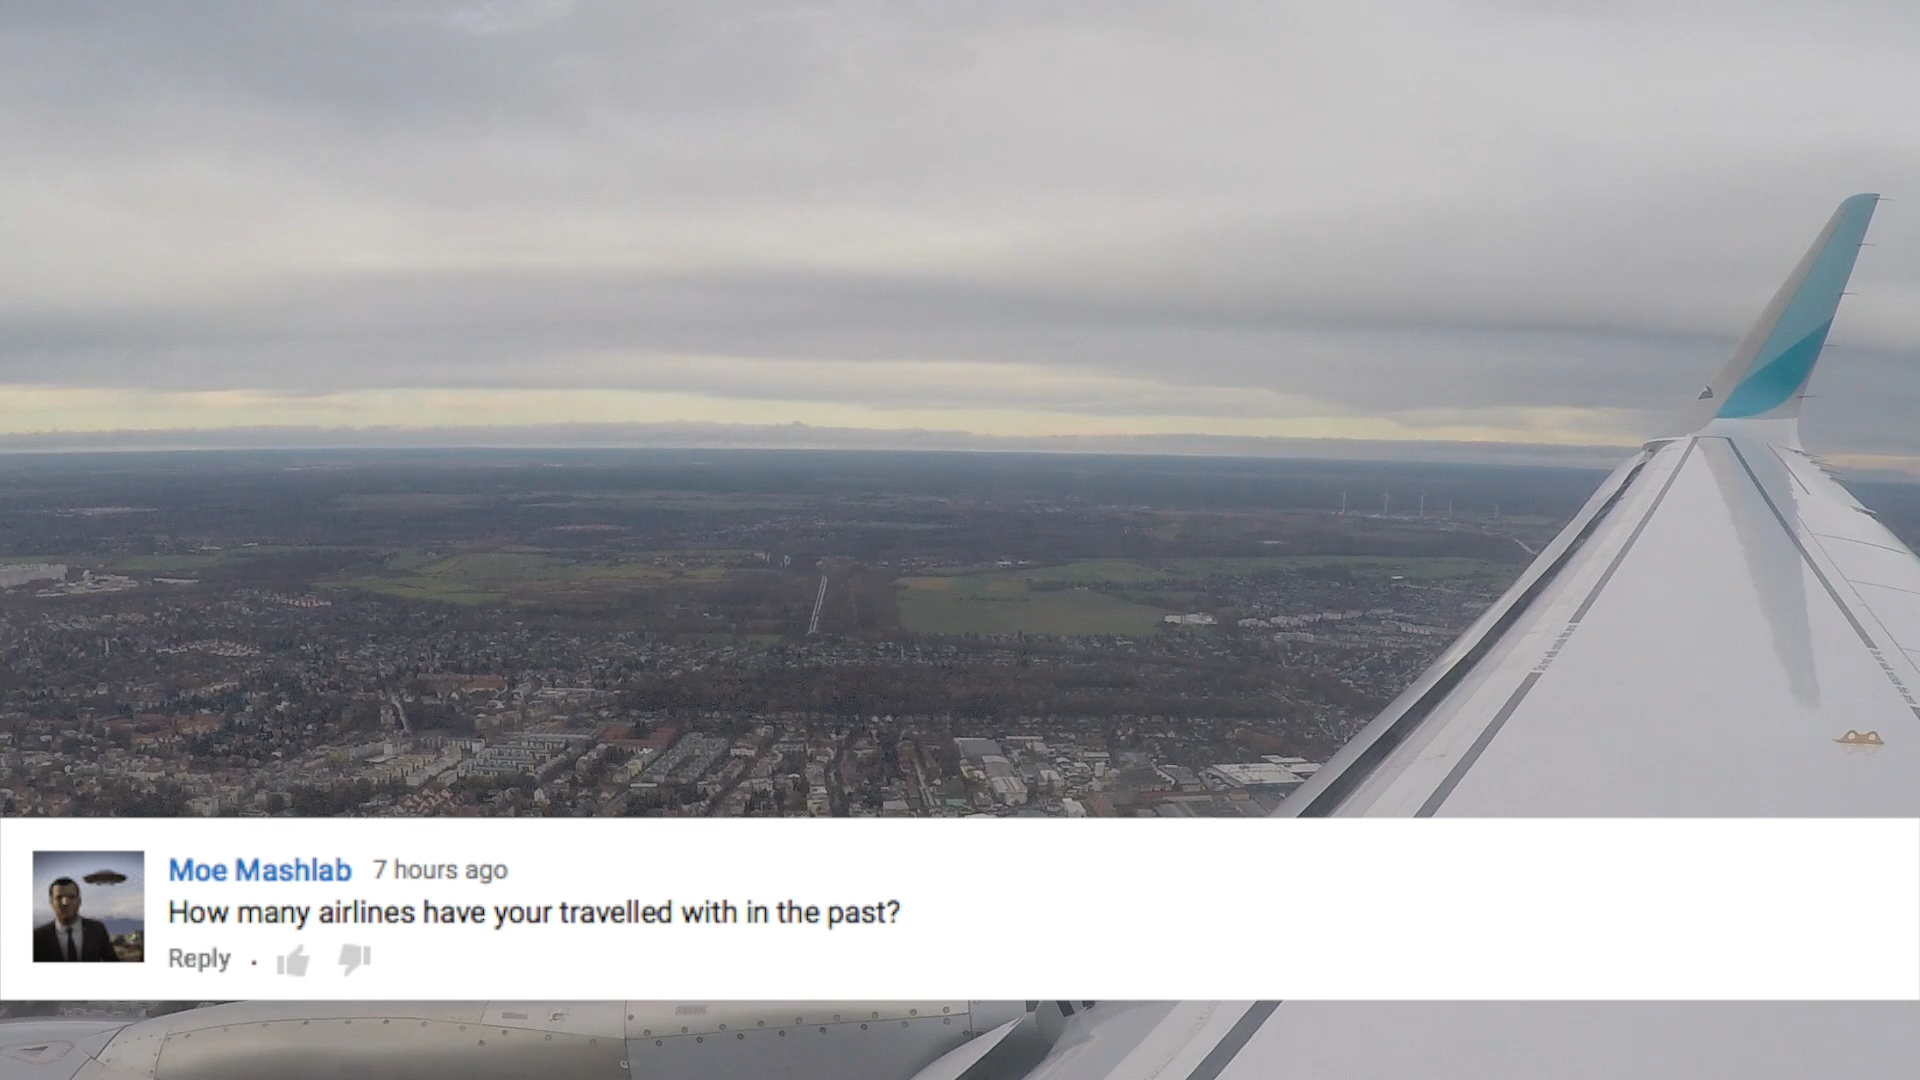 Moe Mashlab 7 hours ago
How many airlines have your travelled with in the past?
Reply .